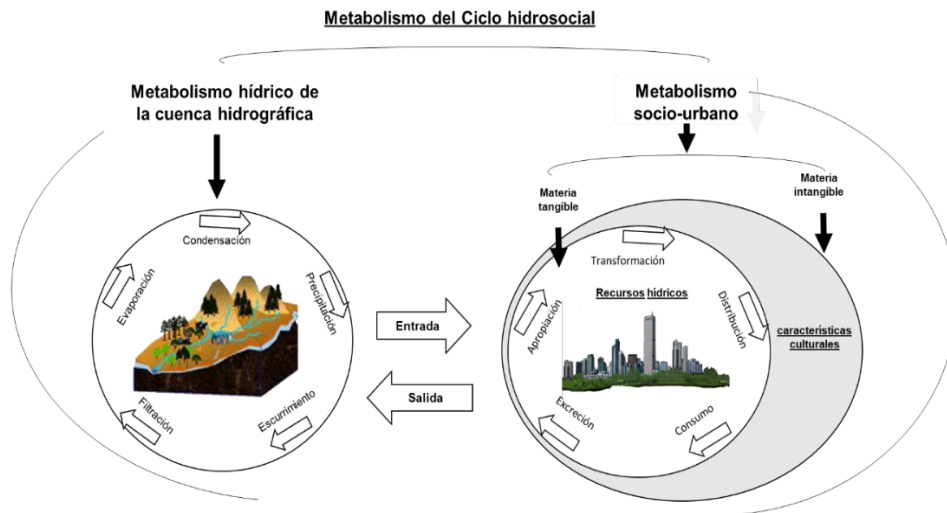 Metabolismo del Ciclo hidrosocial
Metabolismo hídrico de
la cuenca hidrográfica
Metabolismo
socio-urbano
Materia
tangible
Materia
intangible
Condensación
Precipitación
Escurrimiento
Filtración
Evaporación
Entrada
Salida
Transformación
Recursos hídricos
Distribución
Consumo
Excreción
Apropiación
caracteristicas
culturales